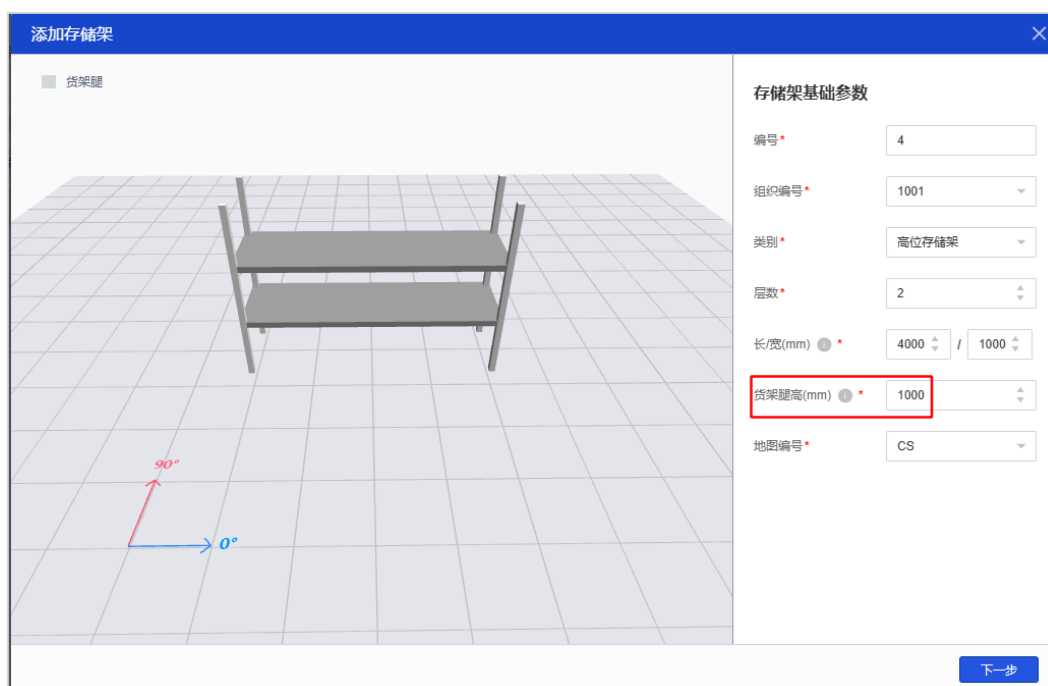 添加存储架
货架腿
存储架基础参数
编号* 4
组织编号* 1001
类别* 高位存储架
层数* 2
长/宽(mm) * 4000 / 1000
货架腿高(mm) * 1000
地图编号* CS
90°
0°
下一步